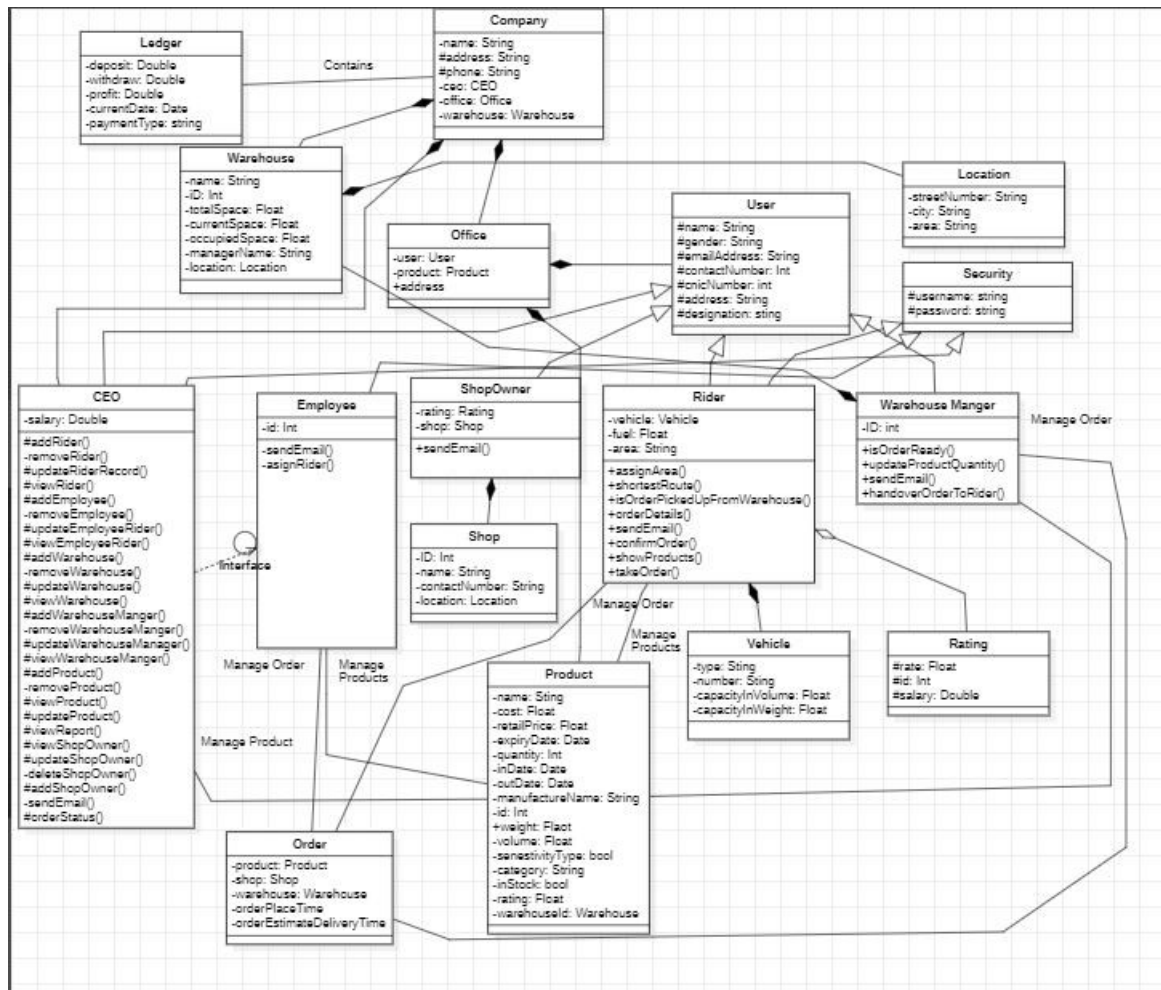 Company
-name: String
#address: String
#phone: String
-ceo: CEO
-office: Office
-warehouse: Warehouse
Ledger
-deposit: Double
-withdraw: Double
-profit: Double
-currentDate: Date
-paymentType: string
Contains
Warehouse
-name: String
-iD: Int
-totalSpace: Float
-currentSpace: Float
-occupiedSpace: Float
-managerName: String
-location: Location
Location
-streetNumber: String
-city: String
-area: String
User
#name: String
#gender: String
#emailAddress: String
#contactNumber: Int
#cnicNumber: int
#address: String
#designation: sting
Office
-user: User
-product: Product
+address
Security
#username: string
#password: string
CEO
-salary: Double
#addRider()
-removeRider()
#updateRiderRecord()
#viewRider()
#addEmployee()
-removeEmployee()
#updateEmployeeRider()
#viewEmployeeRider()
#addWarehouse()
-removeWarehouse()
#updateWarehouse()
#viewWarehouse()
#addWarehouseManger()
-removeWarehouseManger()
#updateWarehouseManager()
#viewWarehouseManger()
#addProduct()
-removeProduct()
#viewProduct()
#updateProduct()
#viewReport()
#viewShopOwner()
#updateShopOwner()
-deleteShopOwner()
#addShopOwner()
-sendEmail()
#orderStatus()
Interface
Employee
-id: Int
-sendEmail()
-asignRider()
ShopOwner
-rating: Rating
-shop: Shop
+sendEmail()
Rider
-vehicle: Vehicle
-fuel: Float
-area: String
+assignArea()
+shortestRoute()
+isOrderPickedUpFromWarehouse()
+orderDetails()
+sendEmail()
+confirmOrder()
+showProducts()
+takeOrder()
Warehouse Manger
-ID: int
+isOrderReady()
+updateProductQuantity()
+sendEmail()
+handoverOrderToRider()
Manage Order
Shop
-ID: Int
-name: String
-contactNumber: String
-location: Location
Manage Order
Manage
Products
Manage Order
Manage
Products
Manage Product
Vehicle
-type: Sting
-number: Sting
-capacityInVolume: Float
-capacityInWeight: Float
Rating
#rate: Float
#id: Int
#salary: Double
Product
-name: Sting
-cost: Float
-retailPrice: Float
-expiryDate: Date
-quantity: Int
-inDate: Date
-outDate: Date
-manufactureName: String
-id: Int
+weight: Flaot
-volume: Float
-senestivityType: bool
-category: String
-inStock: bool
-rating: Float
-warehouseId: Warehouse
Order
-product: Product
-shop: Shop
-warehouse: Warehouse
-orderPlaceTime
-orderEstimateDeliveryTime